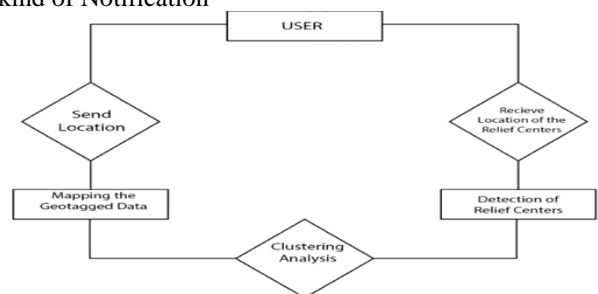 kind of Notification
USER
Send
Location
Recieve
Location of the
Relief Centers
Mapping the
Geotagged Data
Detection of
Relief Centers
Clustering
Analysis